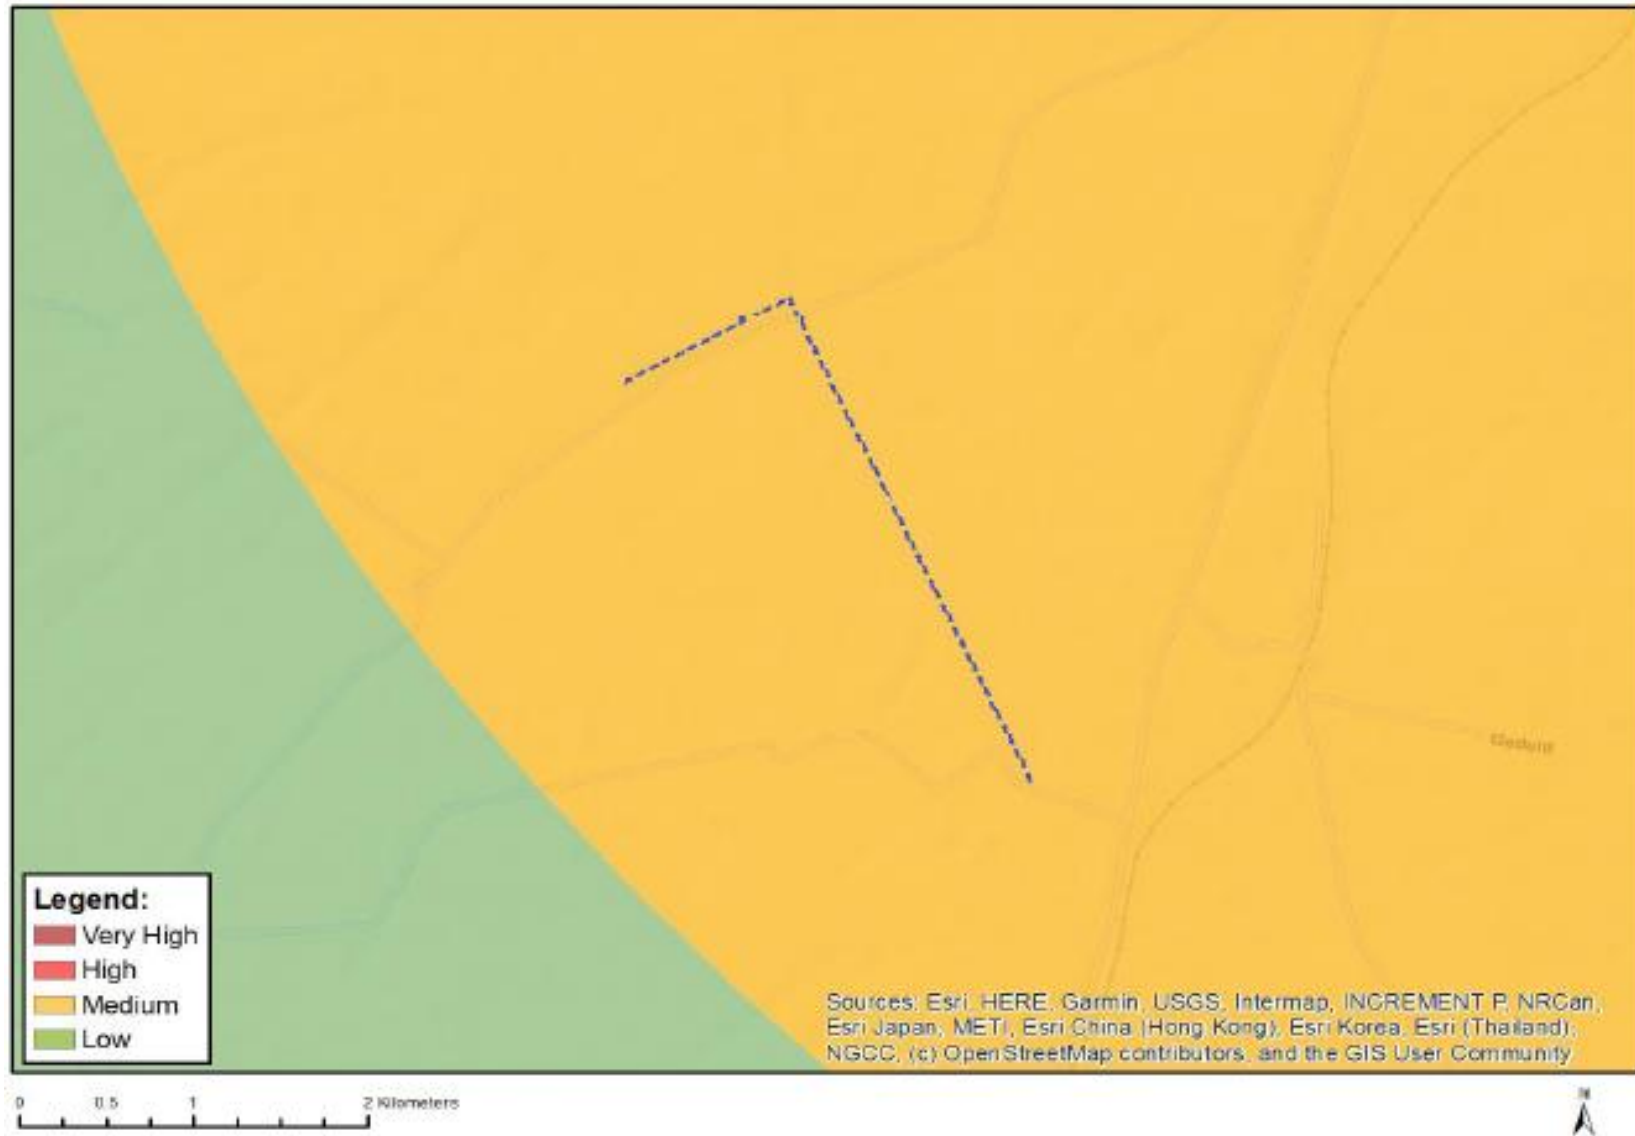 Geduld
Legend:
Very High
High
Medium
Low
Sources: Esri, HERE, Garmin, USGS, Intermap, INCREMENT P, NRCan,
Esri Japan, METI, Esri China (Hong Kong), Esri Korea, Esri (Thailand),
NGCC, (c) OpenStreetMap contributors, and the GIS User Community
0 0.5 1 2 Kilometers
N